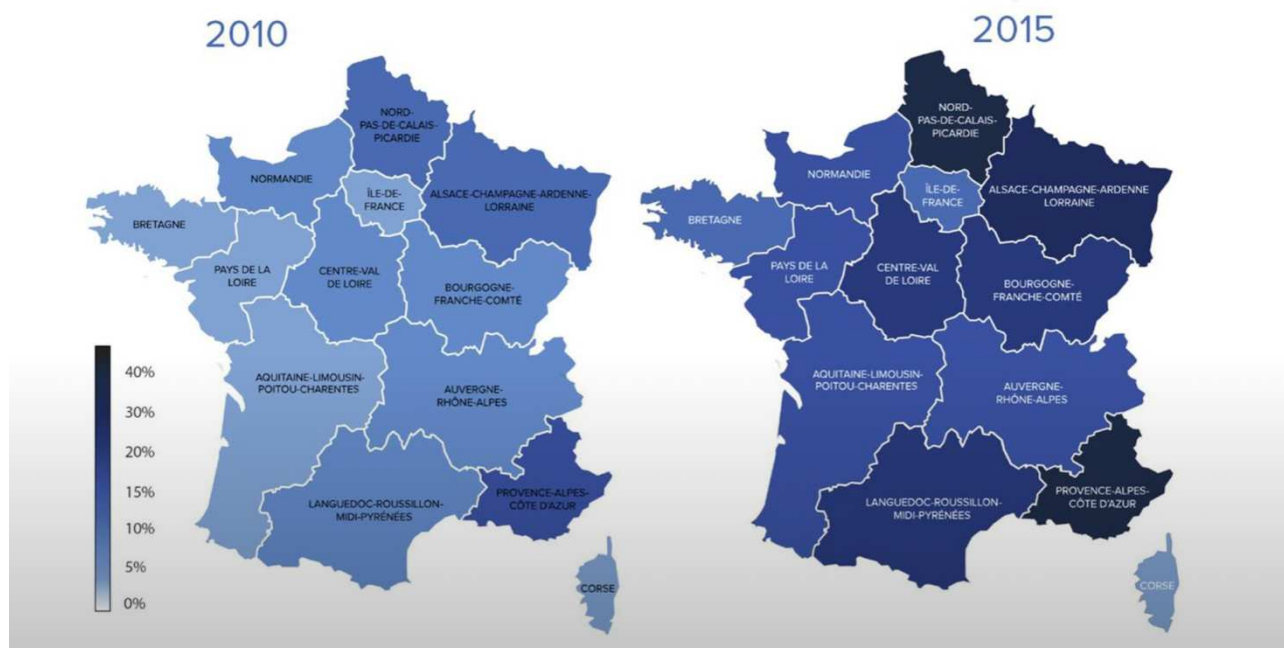 2010
NORD-
PAS-DE-CALAIS-
PICARDIE
NORMANDIE
ÎLE-DE-
FRANCE
ALSACE-CHAMPAGNE-ARDENNE-
LORRAINE
BRETAGNE
PAYS DE LA
LOIRE
CENTRE-VAL
DE LOIRE
BOURGOGNE-
FRANCHE-COMTÉ
AQUITAINE-LIMOUSIN-
POITOU-CHARENTES
AUVERGNE-
RHÔNE-ALPES
LANGUEDOC-ROUSSILLON-
MIDI-PYRÉNÉES
PROVENCE-ALPES-
CÔTE D'AZUR
CORSE
40%
30%
20%
15%
10%
5%
0%
2015
NORD-
PAS-DE-CALAIS-
PICARDIE
NORMANDIE
ÎLE-DE-
FRANCE
ALSACE-CHAMPAGNE-ARDENNE
LORRAINE
BRETAGNE
PAYS DE LA
LOIRE
CENTRE-VAL
DE LOIRE
BOURGOGNE-
FRANCHE-COMTÉ
AQUITAINE-LIMOUSIN-
POITOU-CHARENTES
AUVERGNE-
RHÔNE-ALPES
LANGUEDOC-ROUSSILLON-
MIDI-PYRÉNÉES
PROVENCE-ALPES-
CÔTE D'AZUR
CORSE